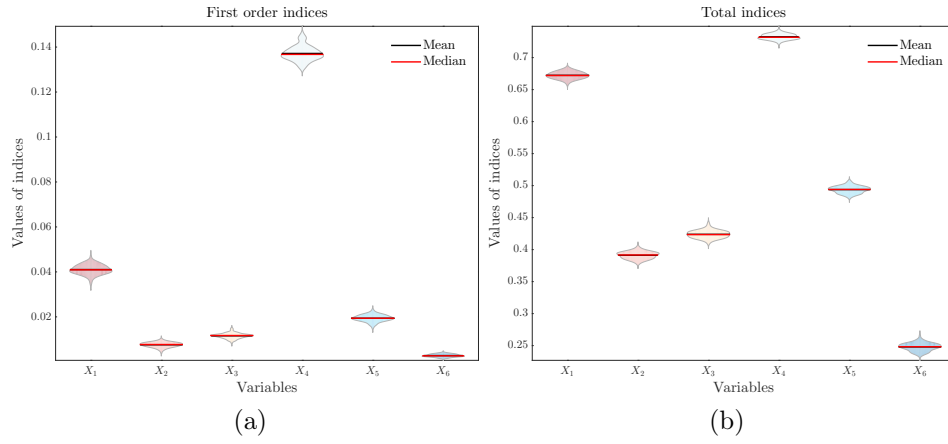 First order indices
Values of indices
0.14
0.12
0.1
0.08
0.06
0.04
0.02
Mean
Median
X₁ X₂ X₃ X₄ X₅ X₆
Variables
(a)
Total indices
Values of indices
0.7
0.65
0.6
0.55
0.5
0.45
0.4
0.35
0.3
0.25
Mean
Median
X₁ X₂ X₃ X₄ X₅ X₆
Variables
(b)